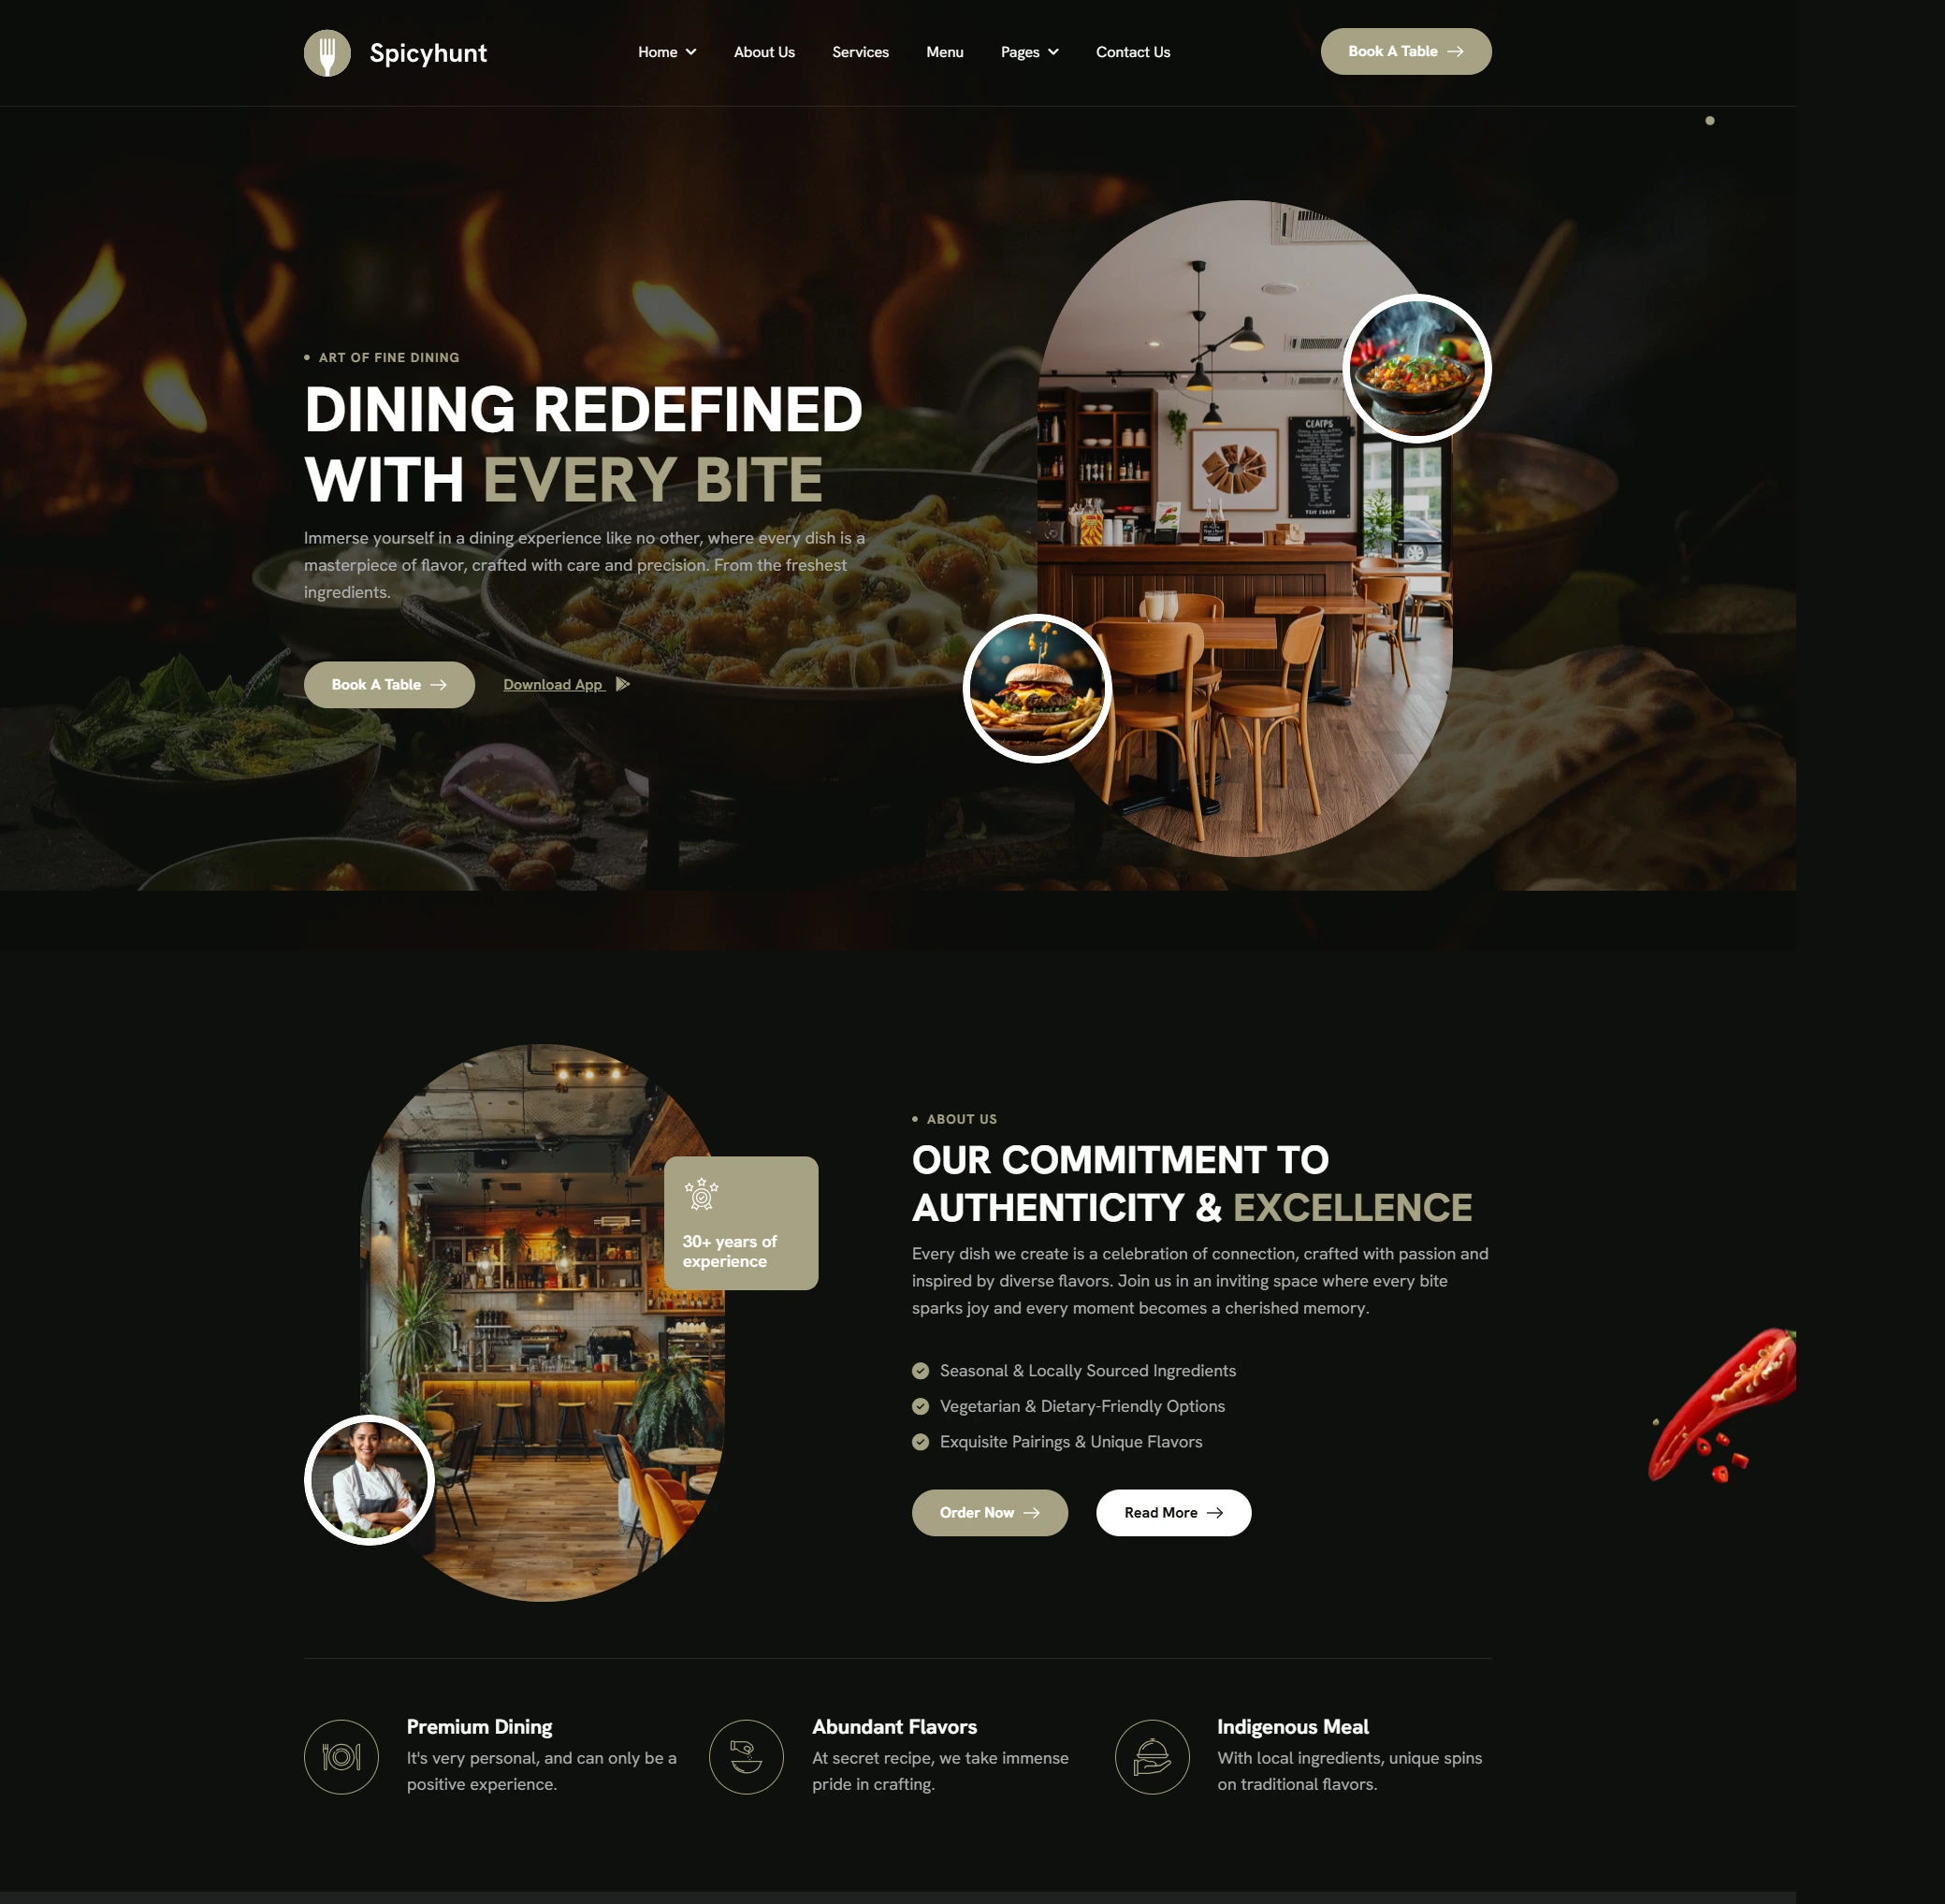 Spicyhunt
Home
About Us
Services
Menu
Pages
Contact Us
Book A Table
ART OF FINE DINING
DINING REDEFINED
WITH EVERY BITE
Immerse yourself in a dining experience like no other, where every dish is a
masterpiece of flavor, crafted with care and precision. From the freshest
ingredients.
Book A Table
Download App
CEATPS
ABOUT US
OUR COMMITMENT TO
AUTHENTICITY & EXCELLENCE
30+ years of
experience
Every dish we create is a celebration of connection, crafted with passion and
inspired by diverse flavors. Join us in an inviting space where every bite
sparks joy and every moment becomes a cherished memory.
Seasonal & Locally Sourced Ingredients
Vegetarian & Dietary-Friendly Options
Exquisite Pairings & Unique Flavors
Order Now
Read More
Premium Dining
It's very personal, and can only be a
positive experience.
Abundant Flavors
At secret recipe, we take immense
pride in crafting.
Indigenous Meal
With local ingredients, unique spins
on traditional flavors.